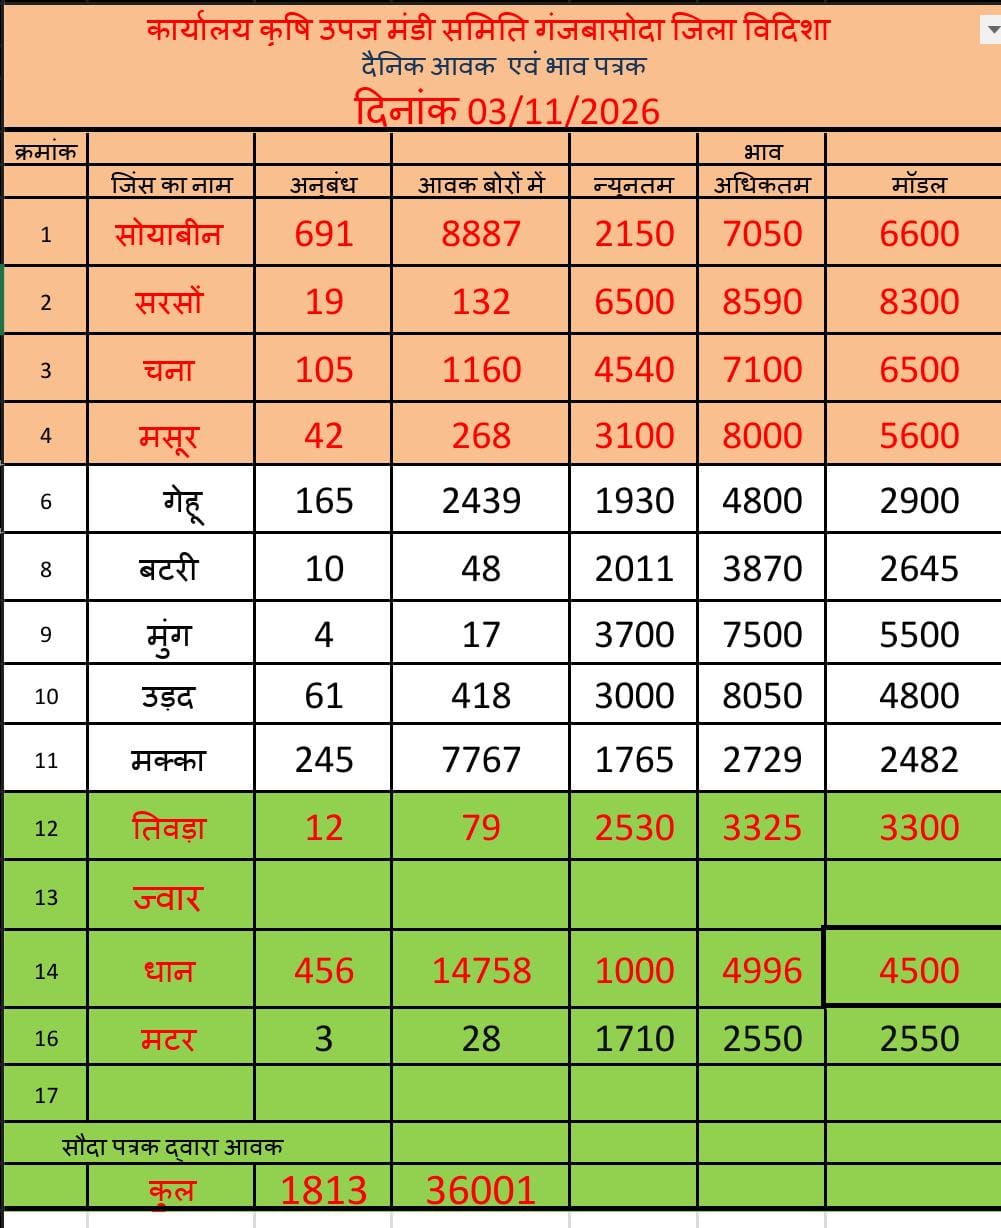 कार्यालय कृषि उपज मंडी समिति गंजबासोदा जिला विदिशा
दैनिक आवक एवं भाव पत्रक
दिनांक 03/11/2026
क्रमांक भाव
जिंस का नाम अनुबंध आवक बोरों में न्यूनतम अधिकतम मॉडल
1 सोयाबीन 691 8887 2150 7050 6600
2 सरसों 19 132 6500 8590 8300
3 चना 105 1160 4540 7100 6500
4 मसूर 42 268 3100 8000 5600
6 गेहू 165 2439 1930 4800 2900
8 बटरी 10 48 2011 3870 2645
9 मुंग 4 17 3700 7500 5500
10 उड़द 61 418 3000 8050 4800
11 मक्का 245 7767 1765 2729 2482
12 तिवड़ा 12 79 2530 3325 3300
13 ज्वार
14 धान 456 14758 1000 4996 4500
16 मटर 3 28 1710 2550 2550
17
सौदा पत्रक द्वारा आवक
कुल 1813 36001